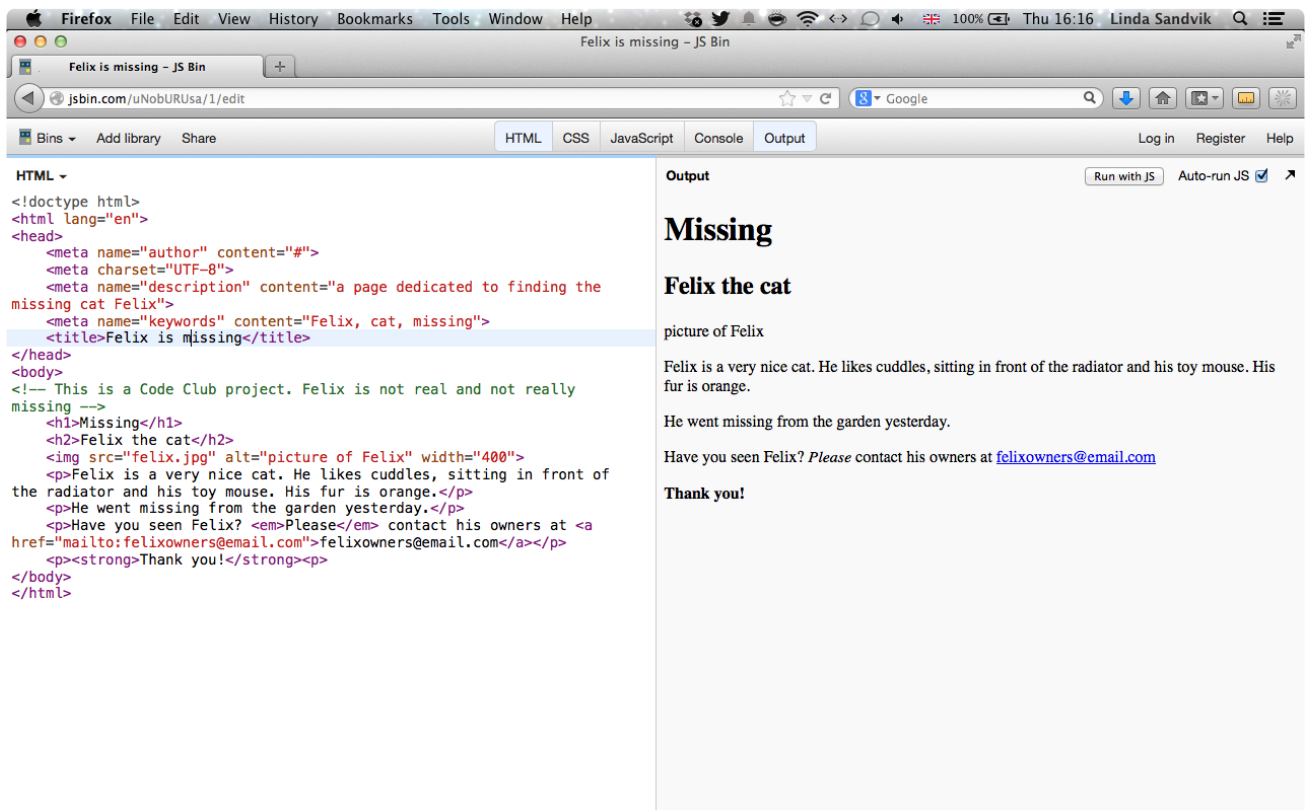 Firefox File Edit View History Bookmarks Tools Window Help 100% Thu 16:16 Linda Sandvik
Felix is missing – JS Bin
Felix is missing – JS Bin
jsbin.com/uNobURUsa/1/edit
Google
Bins Add library Share HTML CSS JavaScript Console Output Log in Register Help
HTML
<!doctype html>
<html lang="en">
<head>
<meta name="author" content="#">
<meta charset="UTF-8">
<meta name="description" content="a page dedicated to finding the
missing cat Felix">
<meta name="keywords" content="Felix, cat, missing">
<title>Felix is missing</title>
</head>
<body>
<!-- This is a Code Club project. Felix is not real and not really
missing -->
<h1>Missing</h1>
<h2>Felix the cat</h2>
<img src="felix.jpg" alt="picture of Felix" width="400">
<p>Felix is a very nice cat. He likes cuddles, sitting in front of
the radiator and his toy mouse. His fur is orange.</p>
<p>He went missing from the garden yesterday.</p>
<p>Have you seen Felix? <em>Please</em> contact his owners at <a
href="mailto:felixowners@email.com">felixowners@email.com</a></p>
<p><strong>Thank you!</strong><p>
</body>
</html>
Output Run with JS Auto-run JS
Missing
Felix the cat
picture of Felix
Felix is a very nice cat. He likes cuddles, sitting in front of the radiator and his toy mouse. His
fur is orange.
He went missing from the garden yesterday.
Have you seen Felix? Please contact his owners at felixowners@email.com
Thank you!